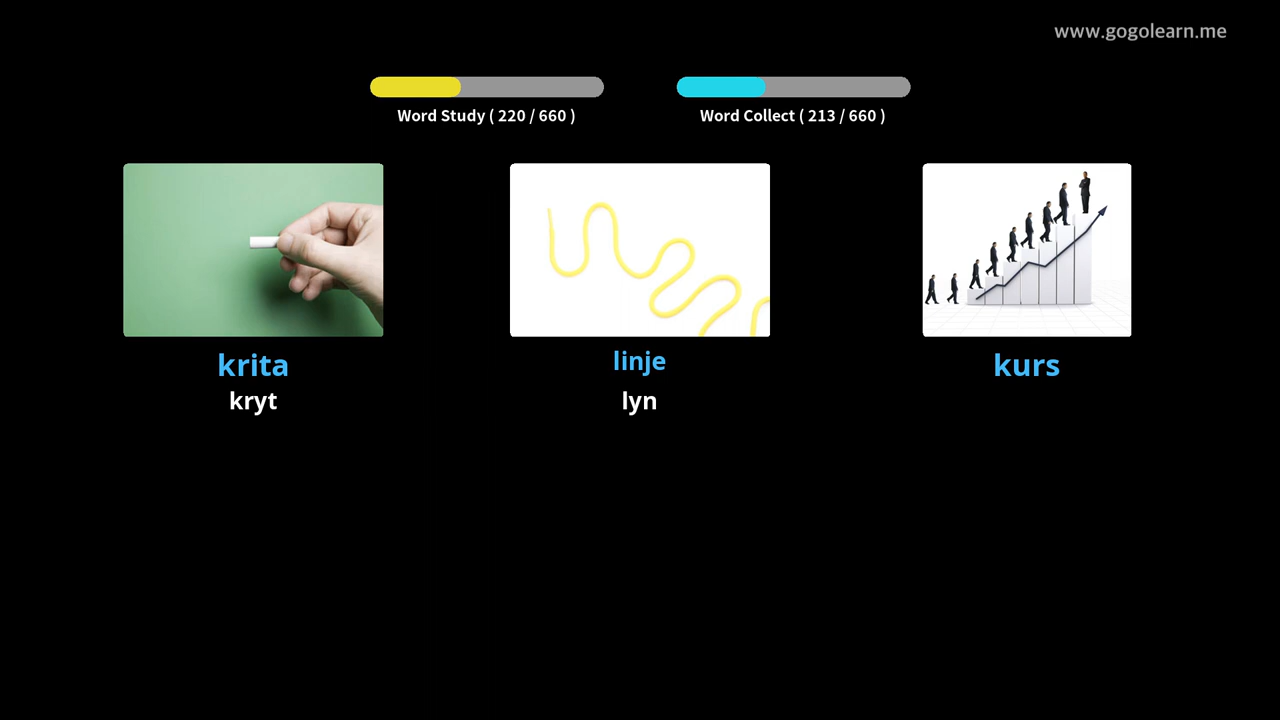 www.gogolearn.me
Word Study ( 220 / 660 )
Word Collect ( 213 / 660 )
krita
kryt
linje
lyn
kurs